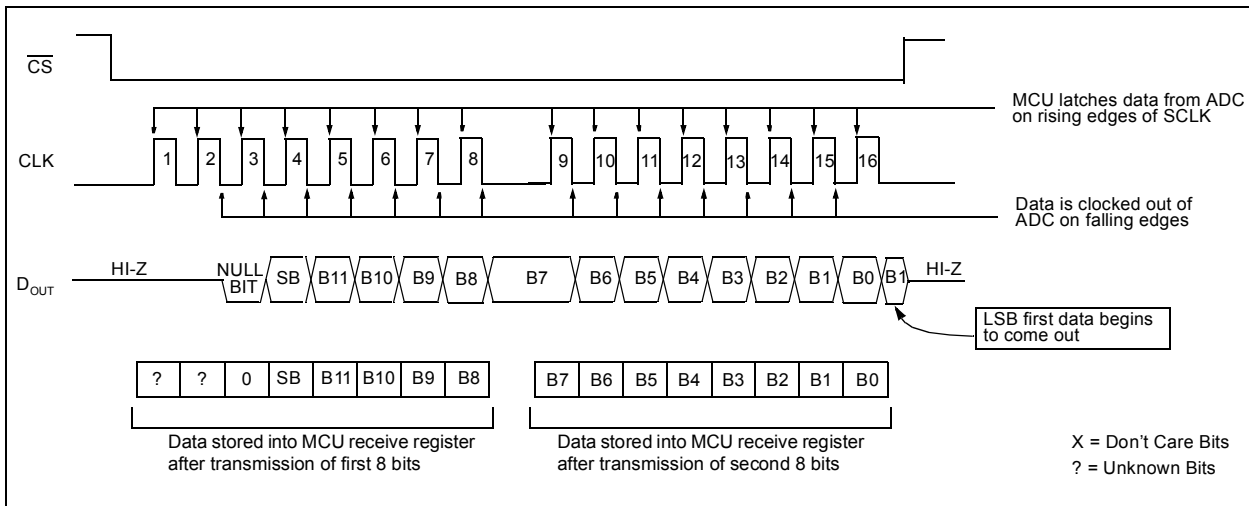 CS
MCU latches data from ADC
on rising edges of SCLK
CLK
1 2 3 4 5 6 7 8 9 10 11 12 13 14 15 16
Data is clocked out of
ADC on falling edges
DOUT
HI-Z
NULL
BIT
SB B11 B10 B9 B8 B7 B6 B5 B4 B3 B2 B1 B0 B1
HI-Z
LSB first data begins
to come out
? ? 0 SB B11 B10 B9 B8
B7 B6 B5 B4 B3 B2 B1 B0
Data stored into MCU receive register
after transmission of first 8 bits
Data stored into MCU receive register
after transmission of second 8 bits
X = Don't Care Bits
? = Unknown Bits